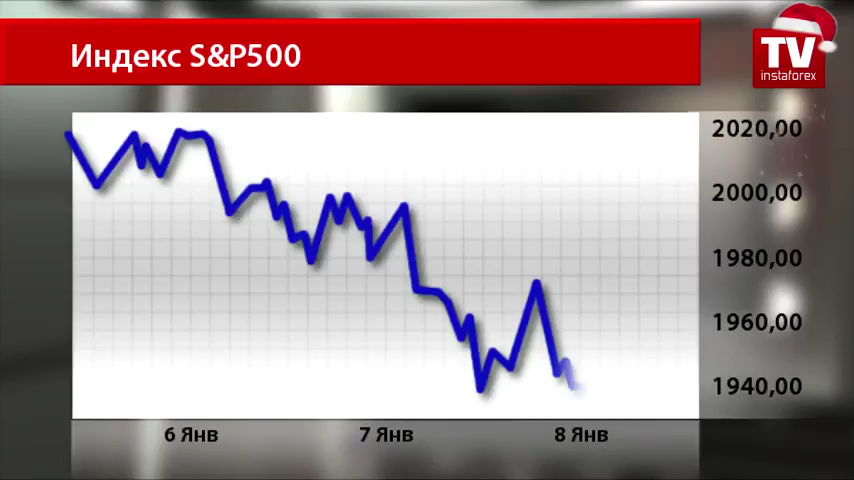 Индекс S&P500
TV
instaforex
2020,00
2000,00
1980,00
1960,00
1940,00
6 Янв
7 Янв
8 Янв